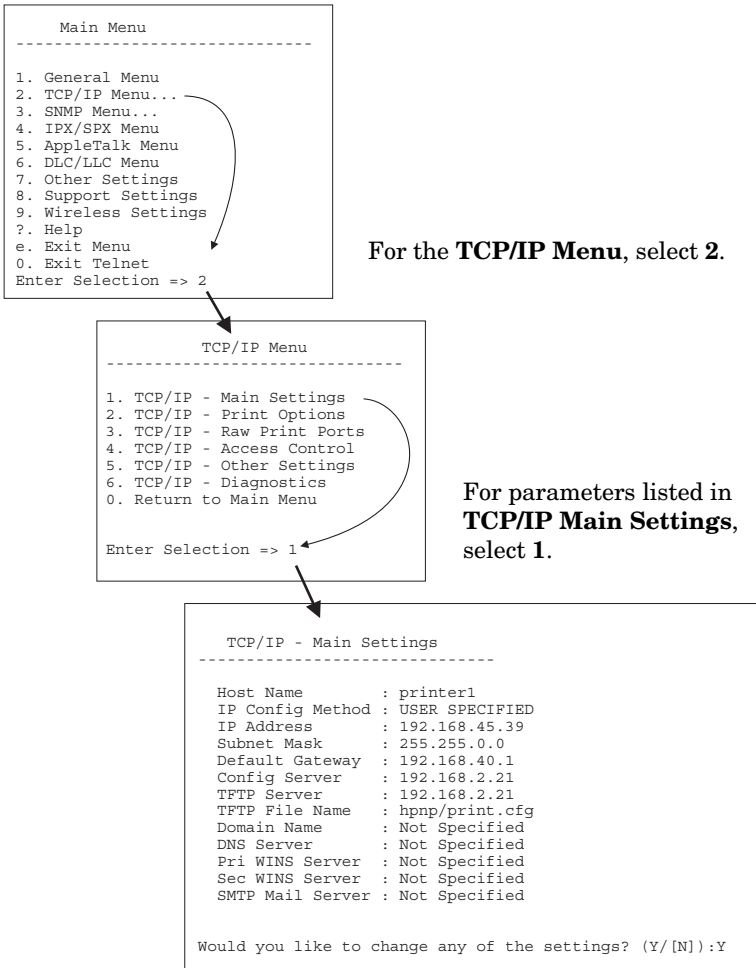 Main Menu
-------------------------------
1. General Menu
2. TCP/IP Menu...
3. SNMP Menu...
4. IPX/SPX Menu
5. AppleTalk Menu
6. DLC/LLC Menu
7. Other Settings
8. Support Settings
9. Wireless Settings
?. Help
e. Exit Menu
0. Exit Telnet
Enter Selection => 2
For the TCP/IP Menu, select 2.
TCP/IP Menu
-------------------------------
1. TCP/IP - Main Settings
2. TCP/IP - Print Options
3. TCP/IP - Raw Print Ports
4. TCP/IP - Access Control
5. TCP/IP - Other Settings
6. TCP/IP - Diagnostics
0. Return to Main Menu
Enter Selection => 1
For parameters listed in
TCP/IP Main Settings,
select 1.
TCP/IP - Main Settings
-------------------------------
Host Name : printer1
IP Config Method : USER SPECIFIED
IP Address : 192.168.45.39
Subnet Mask : 255.255.0.0
Default Gateway : 192.168.40.1
Config Server : 192.168.2.21
TFTP Server : 192.168.2.21
TFTP File Name : hpnp/print.cfg
Domain Name : Not Specified
DNS Server : Not Specified
Pri WINS Server : Not Specified
Sec WINS Server : Not Specified
SMTP Mail Server : Not Specified
Would you like to change any of the settings? (Y/[N]):Y